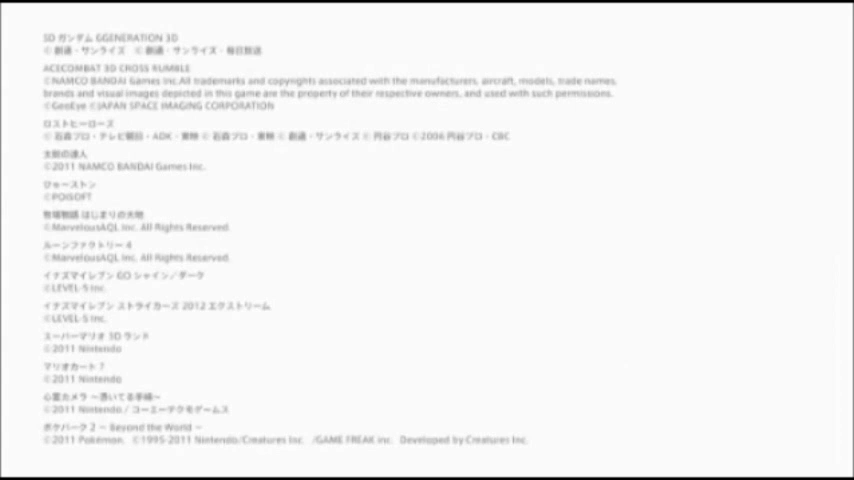 SD ガンダム GGENERATION 3D
© 創通・サンライズ © 創通・サンライズ・毎日放送
ACECOMBAT 3D CROSS RUMBLE
©NAMCO BANDAI Games Inc.All trademarks and copyrights associated with the manufacturers, aircraft, models, trade names,
brands and visual images depicted in this game are the property of their respective owners, and used with such permissions.
©GeoEye ©JAPAN SPACE IMAGING CORPORATION
ロストヒーローズ
© 石森プロ・テレビ朝日・ADK・東映 © 石森プロ・東映 © 創通・サンライズ © 円谷プロ ©2006 円谷プロ・CBC
太鼓の達人
©2011 NAMCO BANDAI Games Inc.
ひゅ〜ストン
©POISOFT
牧場物語 はじまりの大地
©MarvelousAQL Inc. All Rights Reserved.
ルーンファクトリー 4
©MarvelousAQL Inc. All Rights Reserved.
イナズマイレブン GO シャイン／ダーク
©LEVEL-5 Inc.
イナズマイレブン ストライカーズ 2012 エクストリーム
©LEVEL-5 Inc.
スーパーマリオ 3D ランド
©2011 Nintendo
マリオカート 7
©2011 Nintendo
心霊カメラ ～憑いてる手帳～
©2011 Nintendo / コーエーテクモゲームス
ポケパーク 2 ～ Beyond the World ～
©2011 Pokémon. ©1995-2011 Nintendo/Creatures Inc. /GAME FREAK inc. Developed by Creatures Inc.